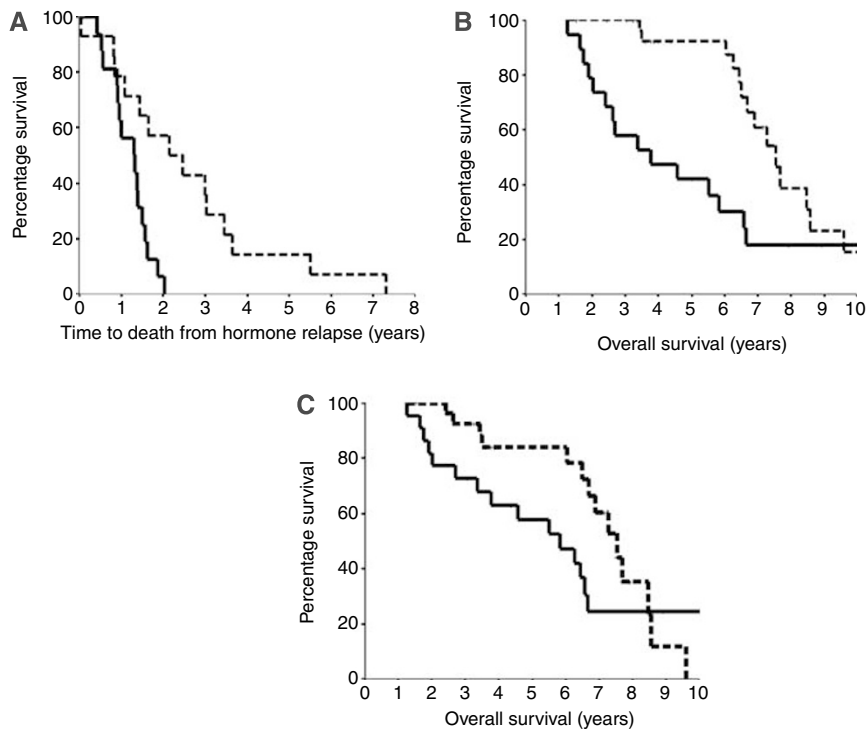 A
Percentage survival
100
80
60
40
20
0
0 1 2 3 4 5 6 7 8
Time to death from hormone relapse (years)
B
Percentage survival
100
80
60
40
20
0
0 1 2 3 4 5 6 7 8 9 10
Overall survival (years)
C
Percentage survival
100
80
60
40
20
0
0 1 2 3 4 5 6 7 8 9 10
Overall survival (years)